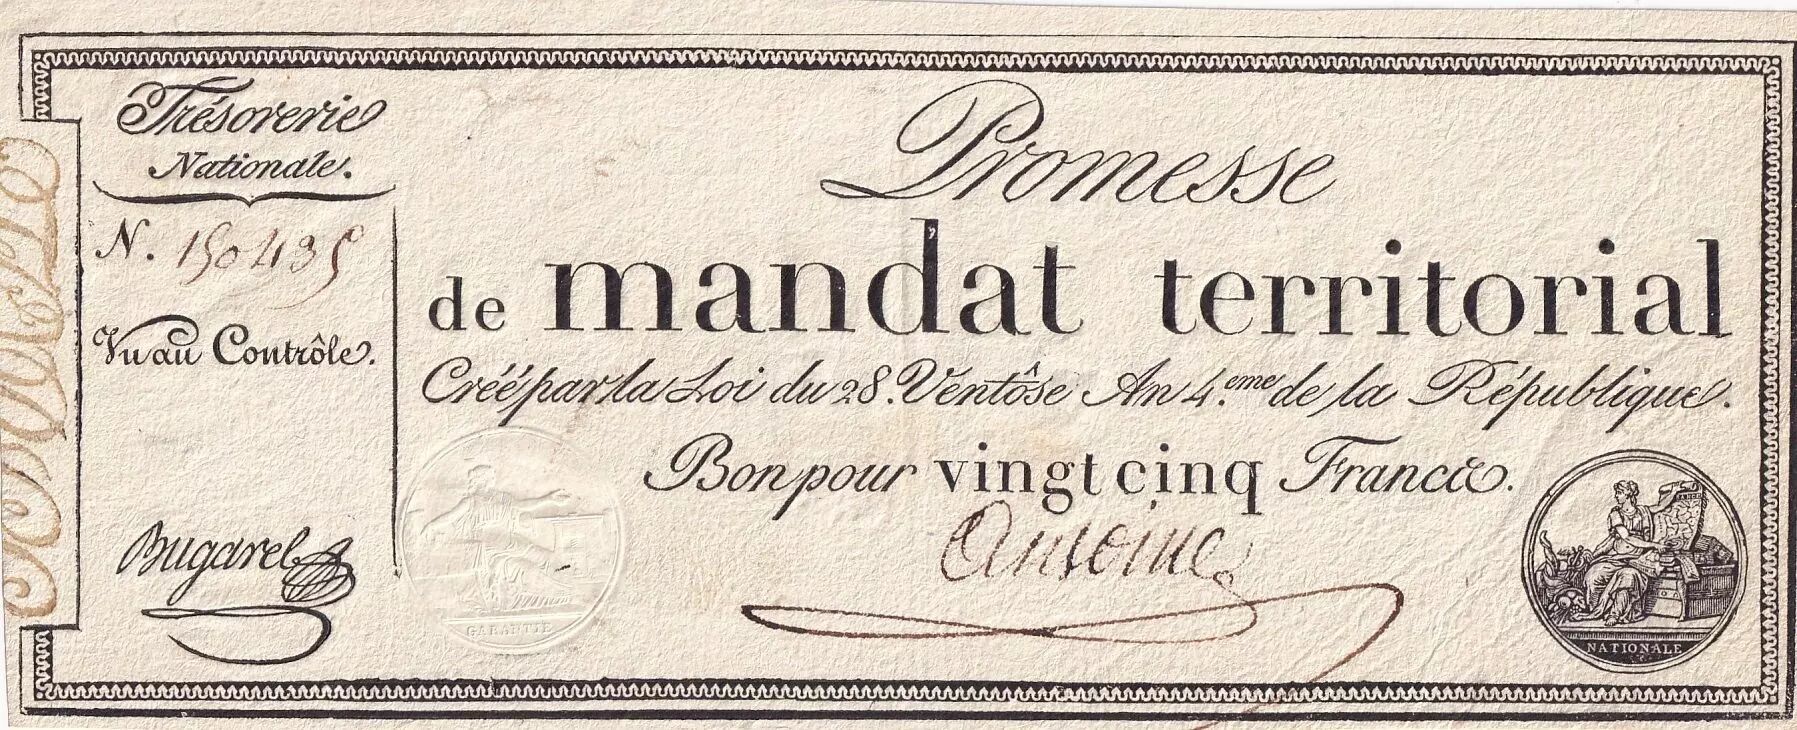 Trésorerie
Nationale.
N. 150435
Vu au Contrôle.
Bugarel
Promesse
de mandat territorial
Créé par la Loi du 28. Ventôse An 4.eme de la République.
Bon pour vingt cinq Francs.
Antoine
GARANTIE
FRANCE
NATIONALE